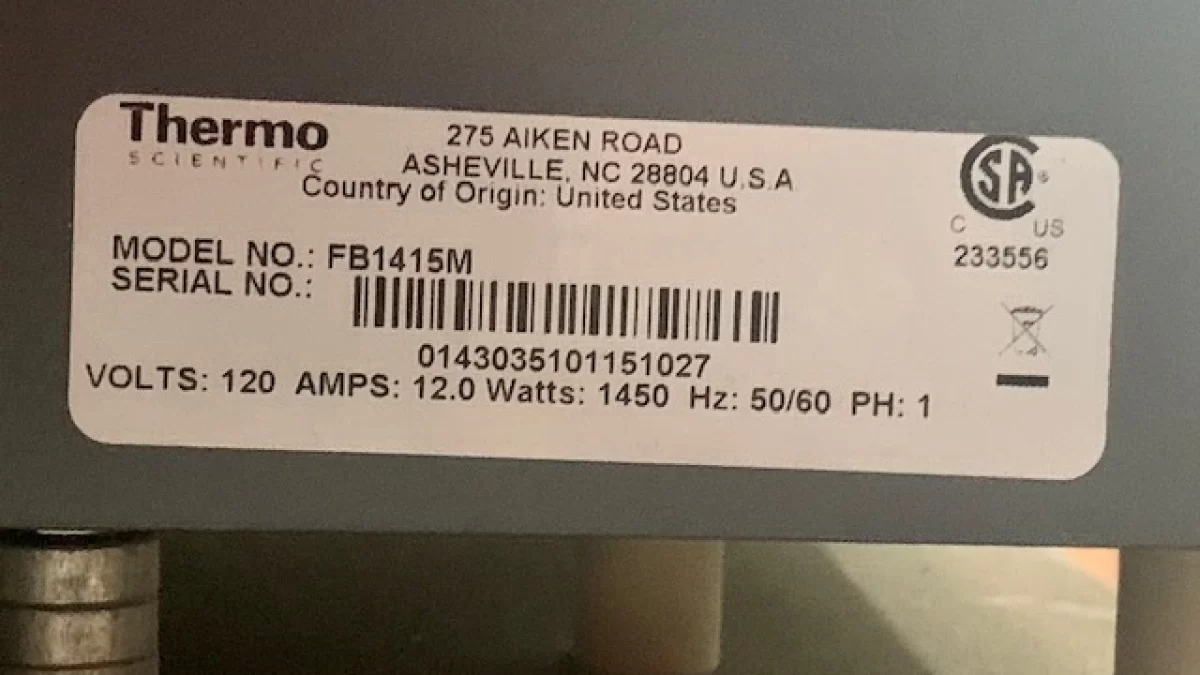 Thermo
SCIENTIFIC
275 AIKEN ROAD
ASHEVILLE, NC 28804 U.S.A
Country of Origin: United States
MODEL NO.: FB1415M
SERIAL NO.:
0143035101151027
VOLTS: 120 AMPS: 12.0 Watts: 1450 Hz: 50/60 PH: 1
SA®
C US
233556